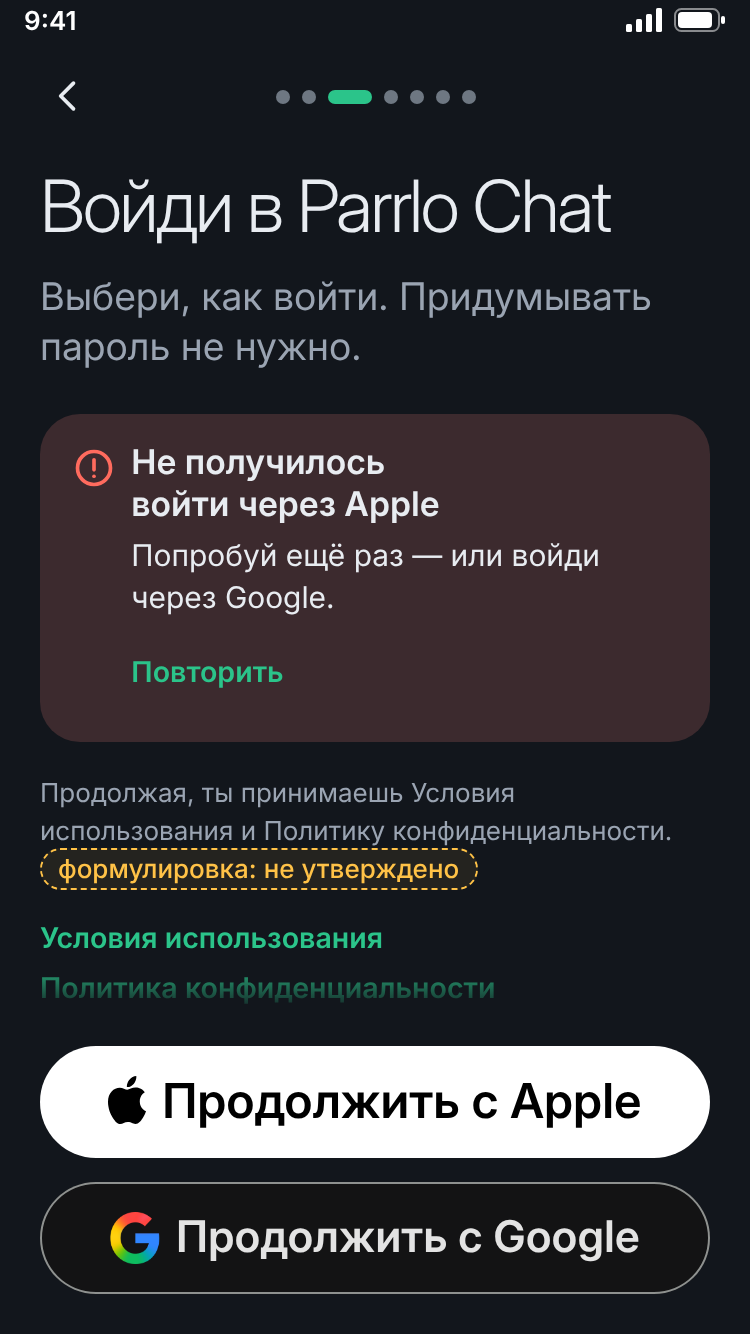 9:41
Войди в Parrlo Chat
Выбери, как войти. Придумывать
пароль не нужно.
Не получилось
войти через Apple
Попробуй ещё раз — или войди
через Google.
Повторить
Продолжая, ты принимаешь Условия
использования и Политику конфиденциальности.
формулировка: не утверждено
Условия использования
Политика конфиденциальности
Продолжить с Apple
Продолжить с Google